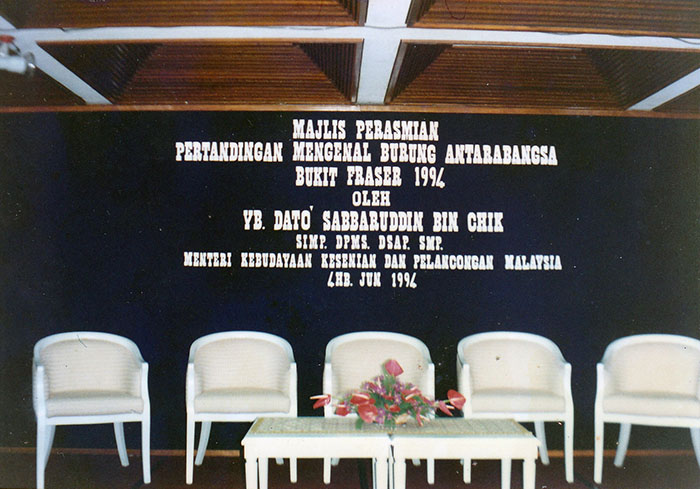 MAJLIS PERASMIAN
PERTANDINGAN MENGENAL BURUNG ANTARABANGSA
BUKIT FRASER 1994
OLEH
YB. DATO' SABBARUDDIN BIN CHIK
SIMP. DPMS. DSAP. SMP.
MENTERI KEBUDAYAAN KESENIAN DAN PELANCONGAN MALAYSIA
4HB. JUN 1994